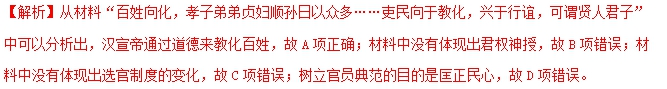 【解析】从材料“百姓向化，孝子弟弟贞妇顺孙日以众多……吏民向于教化，兴于行谊，可谓贤人君子”
中可以分析出，汉宣帝通过道德来教化百姓，故 A 项正确；材料中没有体现出君权神授，故 B 项错误；材
料中没有体现出选官制度的变化，故 C 项错误；树立官员典范的目的是匡正民心，故 D 项错误。